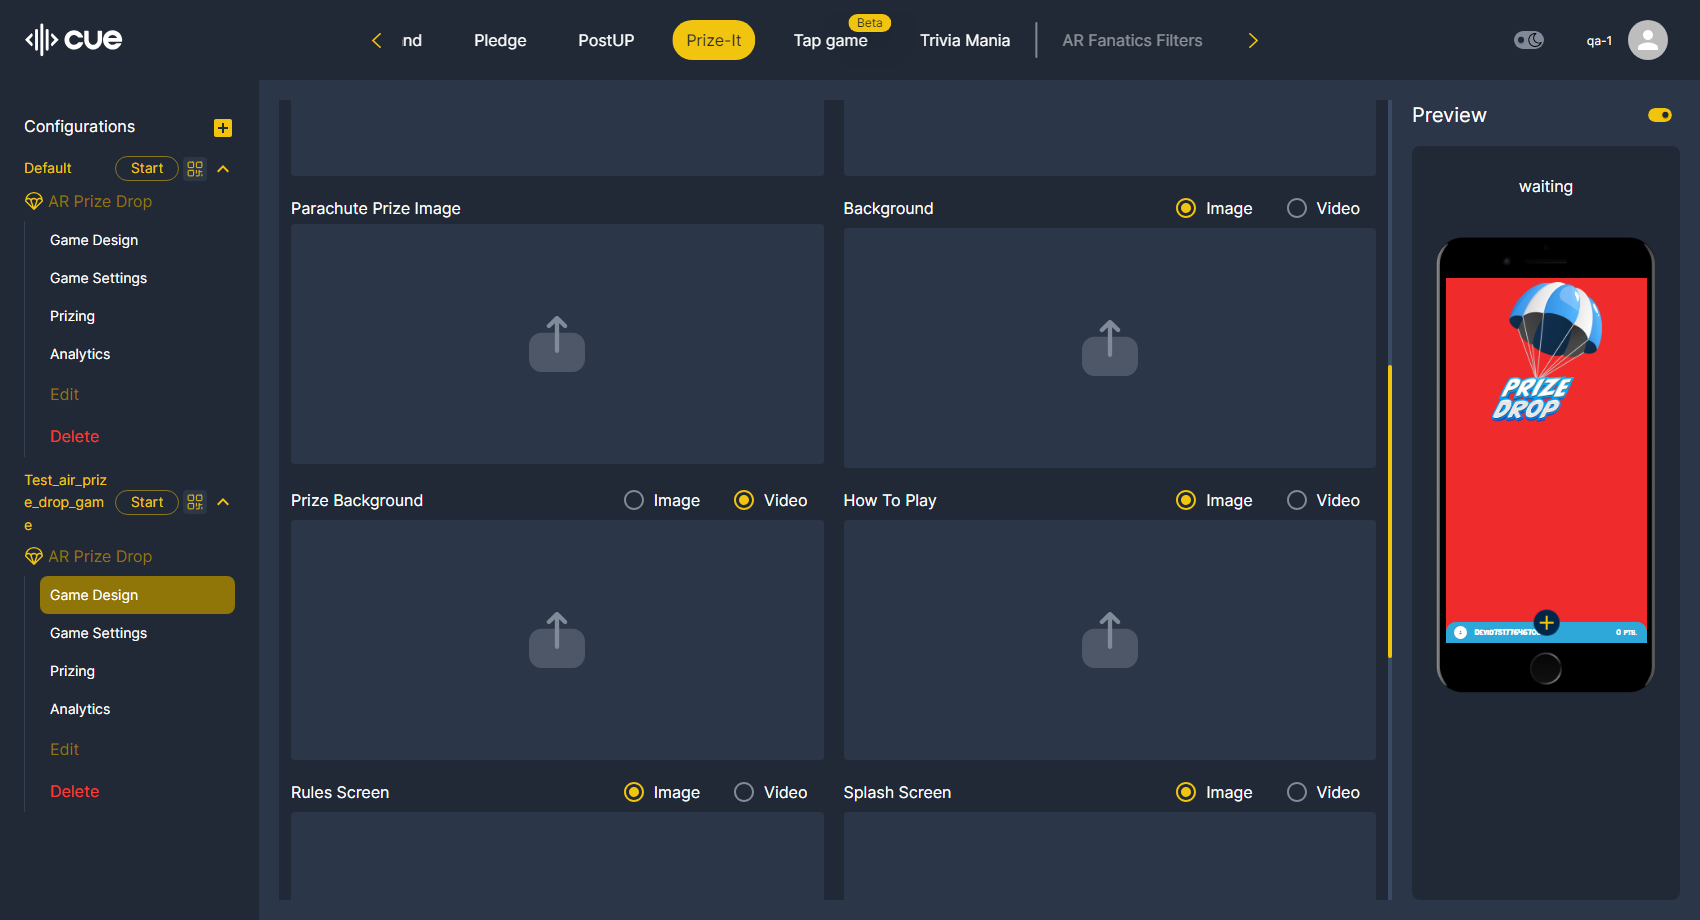 cue
nd
Pledge
PostUP
Prize-It
Beta
Tap game
Trivia Mania
AR Fanatics Filters
qa-1
Configurations
Default
Start
AR Prize Drop
Game Design
Game Settings
Prizing
Analytics
Edit
Delete
Test_air_priz
e_drop_gam
e
Start
AR Prize Drop
Game Design
Game Settings
Prizing
Analytics
Edit
Delete
Parachute Prize Image
Background
Image
Video
Prize Background
Image
Video
How To Play
Image
Video
Rules Screen
Image
Video
Splash Screen
Image
Video
Preview
waiting
PRIZE
DROP
0 PTS.